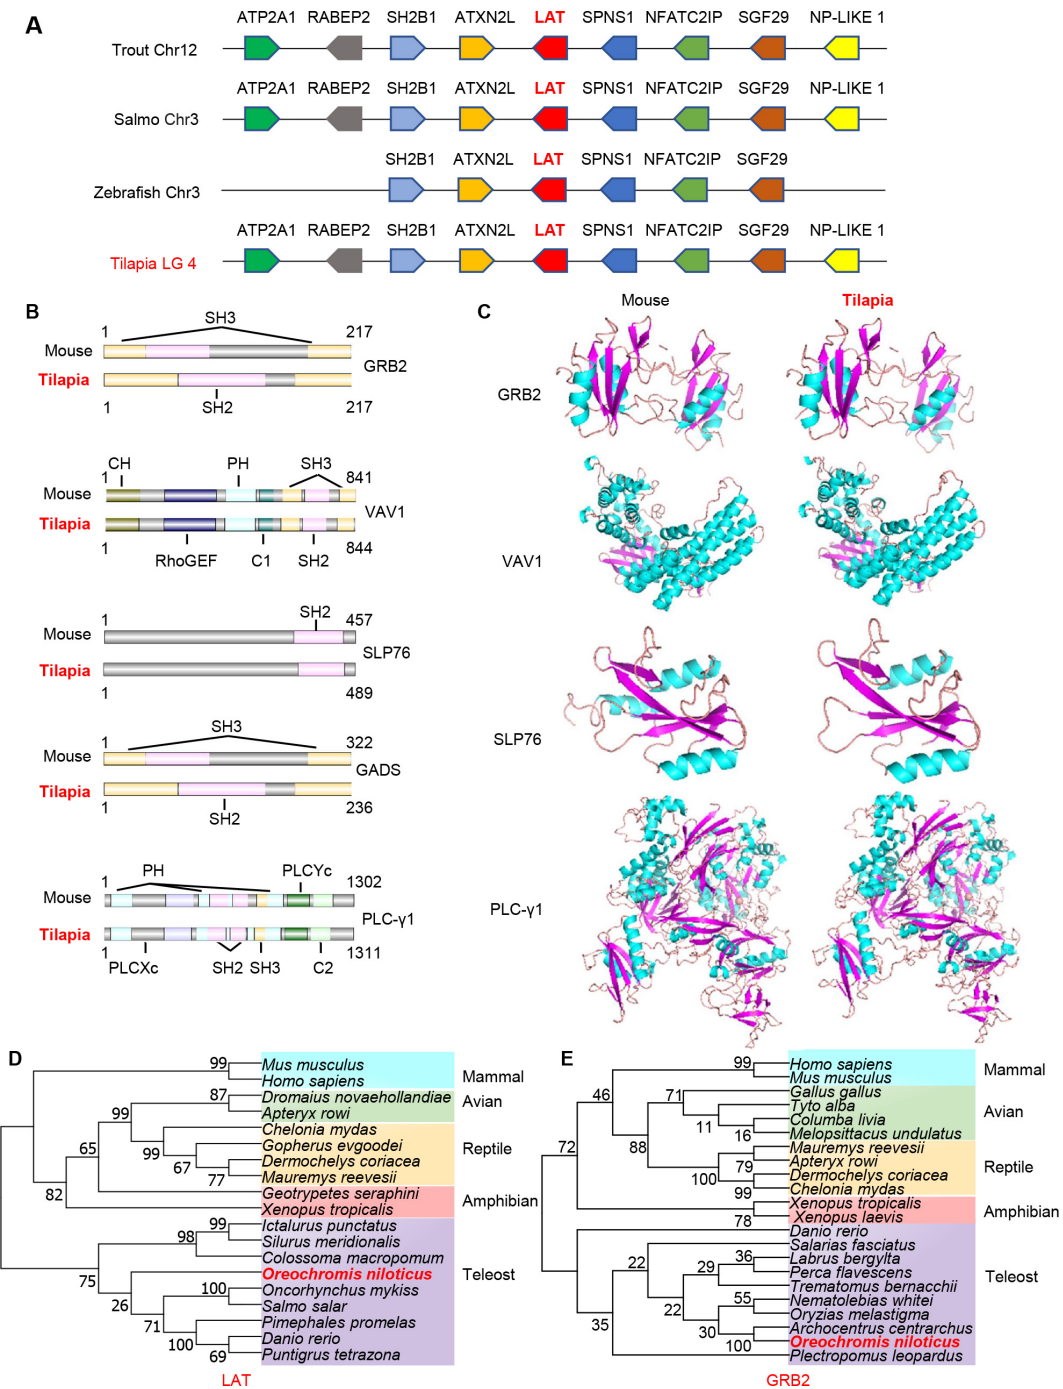 A
ATP2A1 RABEP2 SH2B1 ATXN2L LAT SPNS1 NFATC2IP SGF29 NP-LIKE 1
Trout Chr12
ATP2A1 RABEP2 SH2B1 ATXN2L LAT SPNS1 NFATC2IP SGF29 NP-LIKE 1
Salmo Chr3
SH2B1 ATXN2L LAT SPNS1 NFATC2IP SGF29
Zebrafish Chr3
ATP2A1 RABEP2 SH2B1 ATXN2L LAT SPNS1 NFATC2IP SGF29 NP-LIKE 1
Tilapia LG 4
B
SH3
1 217
Mouse
GRB2
Tilapia
SH2
1 217
CH PH SH3
1 841
Mouse
VAV1
Tilapia
1 844
RhoGEF C1 SH2
SH2
1 457
Mouse
SLP76
Tilapia
1 489
SH3
1 322
Mouse
GADS
Tilapia
1 236
SH2
PH PLCYc
1 1302
Mouse
PLC-γ1
Tilapia
1 1311
PLCXc SH2 SH3 C2
C
Mouse Tilapia
GRB2
VAV1
SLP76
PLC-γ1
D
99 Mus musculus
Homo sapiens
Mammal
87 Dromaius novaehollandiae
Avian
99 Apteryx rowi
Chelonia mydas
65 99 Gopherus evgoodei
Reptile
67 Dermochelys coriacea
77 Mauremys reevesii
82 Geotrypetes seraphini
Amphibian
Xenopus tropicalis
99 Ictalurus punctatus
98 Silurus meridionalis
Colossoma macropomum
75 Oreochromis niloticus
Teleost
100 Oncorhynchus mykiss
26 Salmo salar
71 Pimephales promelas
100 Danio rerio
69 Puntigrus tetrazona
LAT
E
99 Homo sapiens
Mammal
Mus musculus
46 71 Gallus gallus
Tyto alba
Avian
11 Columba livia
16 Melopsittacus undulatus
72 88 Mauremys reevesii
79 Apteryx rowi
Reptile
100 Dermochelys coriacea
99 Chelonia mydas
Xenopus tropicalis
Amphibian
78 Xenopus laevis
Danio rerio
Salarias fasciatus
22 36 Labrus bergylta
29 Perca flavescens
Teleost
Trematomus bernacchii
22 55 Nematolebias whitei
Oryzias melastigma
35 30 Archocentrus centrarchus
100 Oreochromis niloticus
Plectropomus leopardus
GRB2